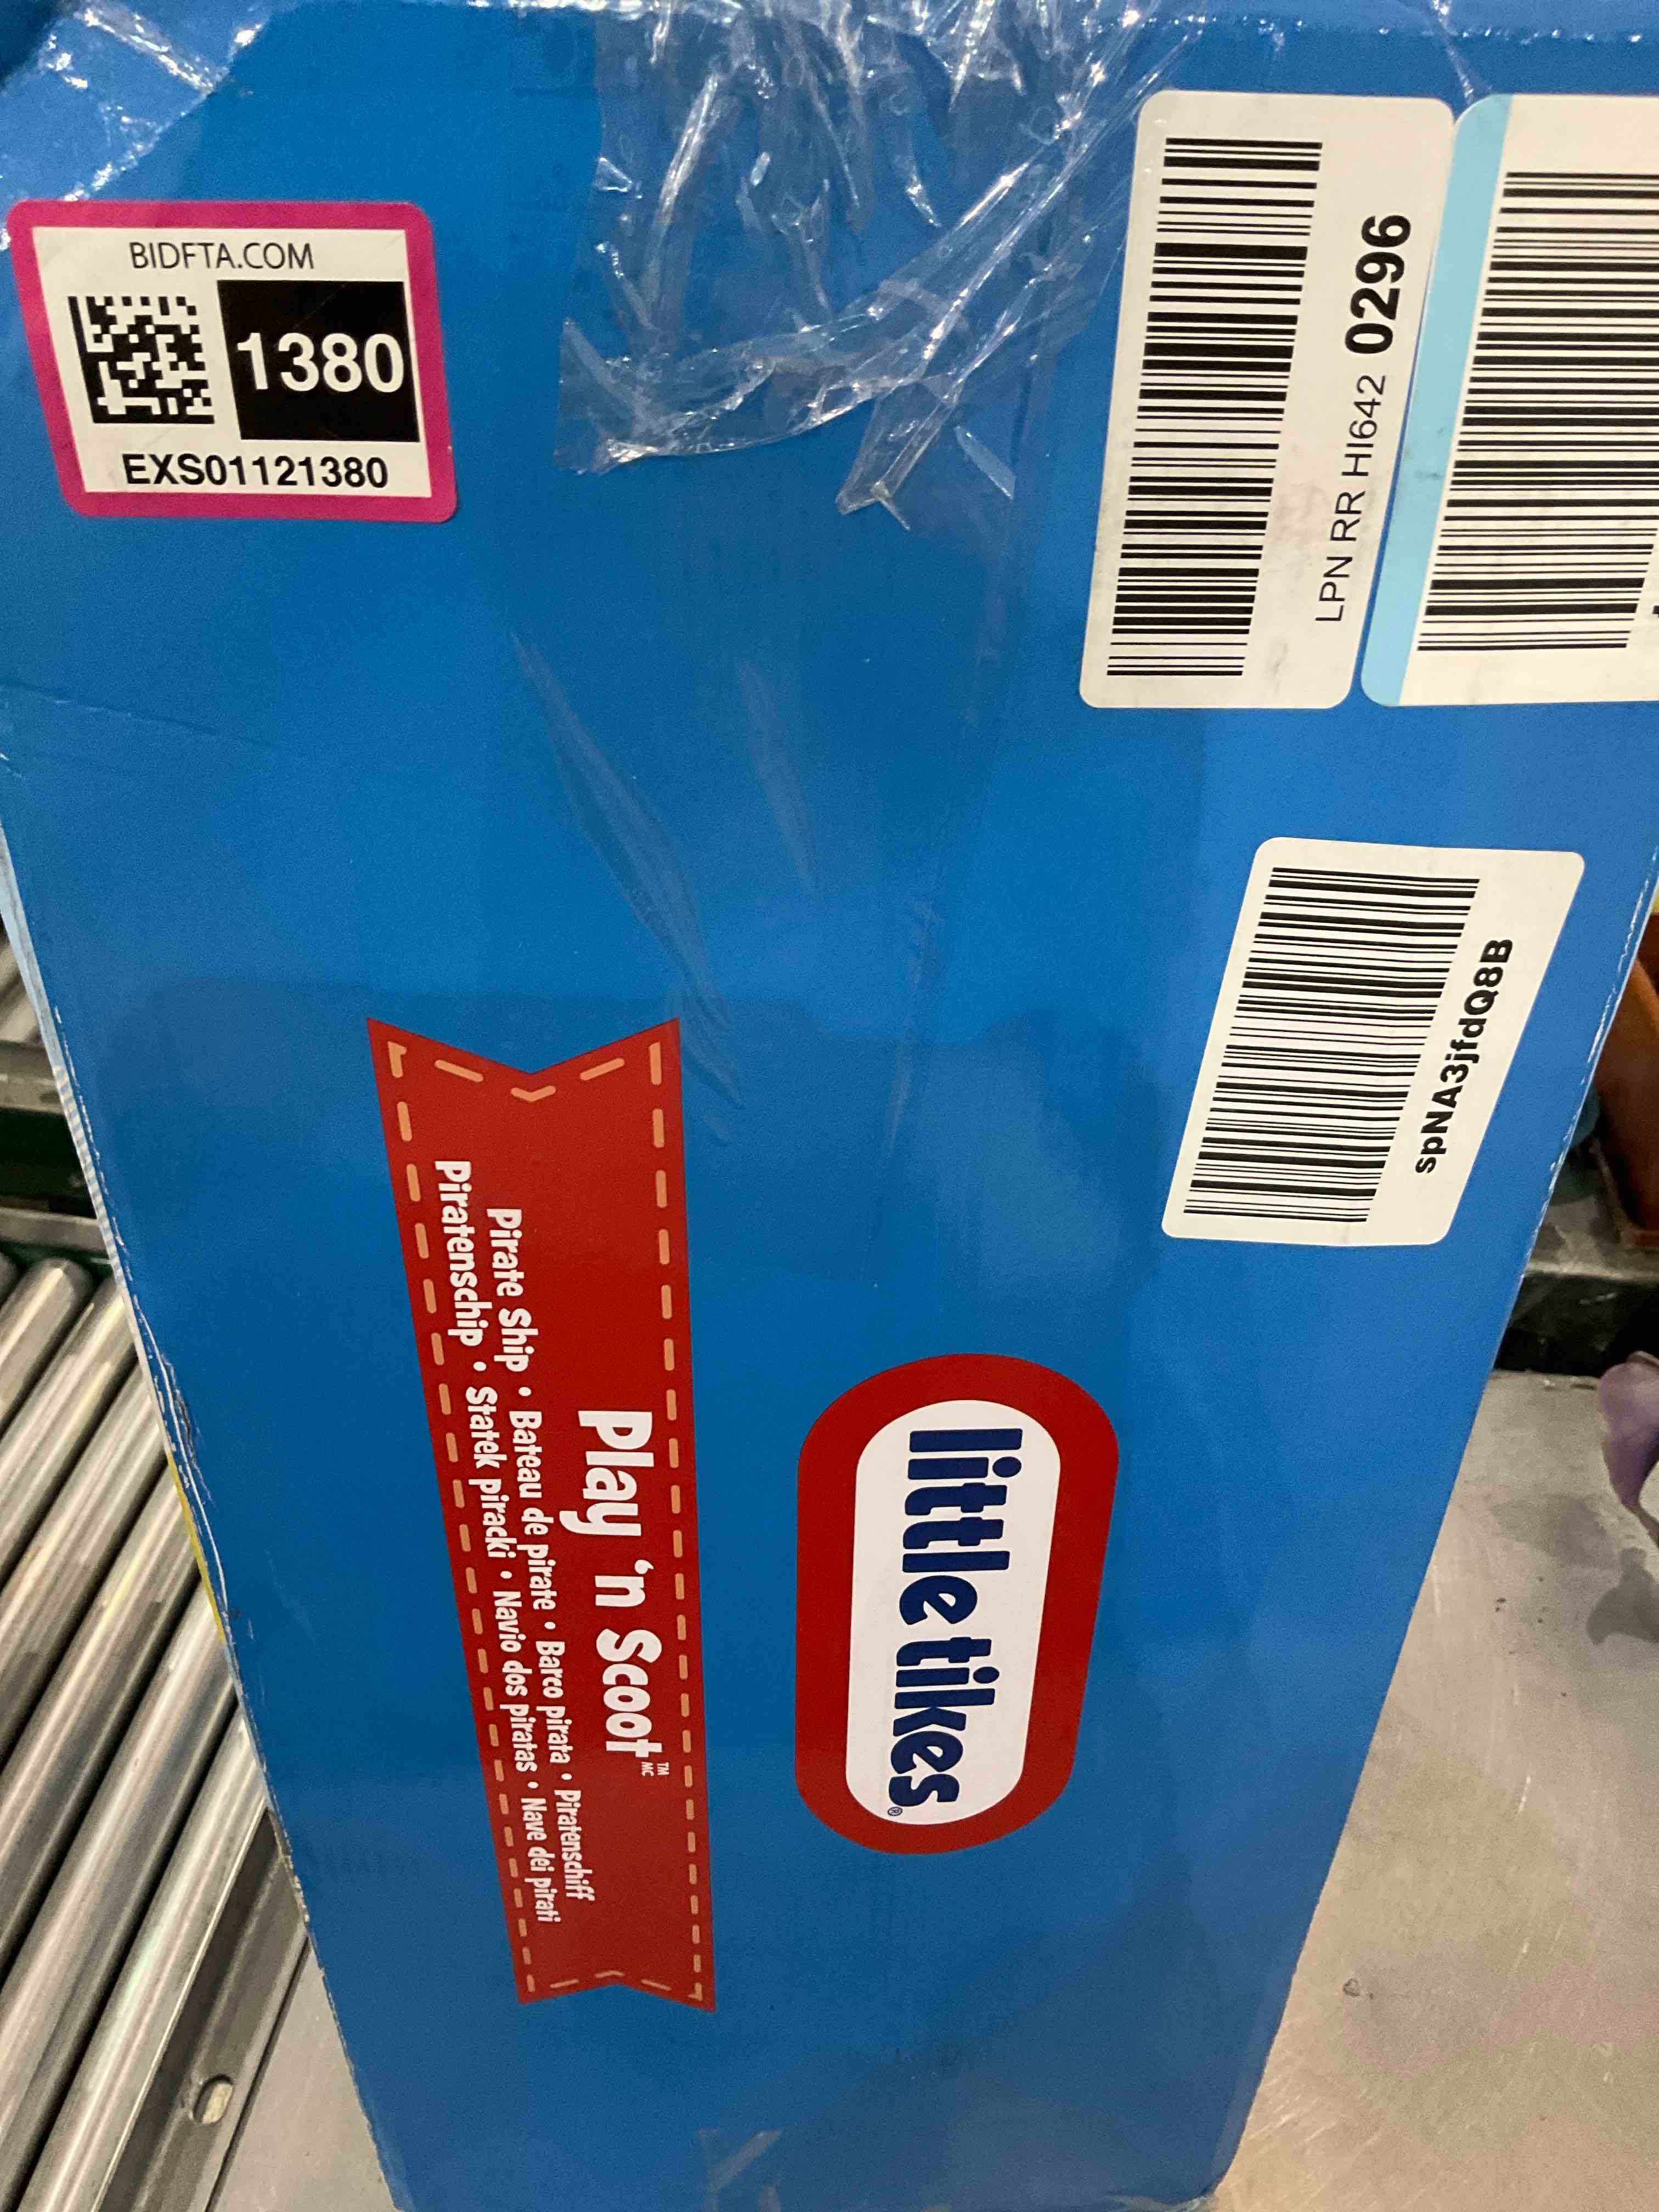 BIDFTA.COM
1380
EXS01121380
LPN RR HI642 0296
spNA3jfdQ8B
little tikes®
Play 'n Scoot™ MC
Pirate Ship • Bateau de pirate • Barco pirata • Piratenschiff
Piratenschip • Statek piracki • Navio dos piratas • Nave dei pirati